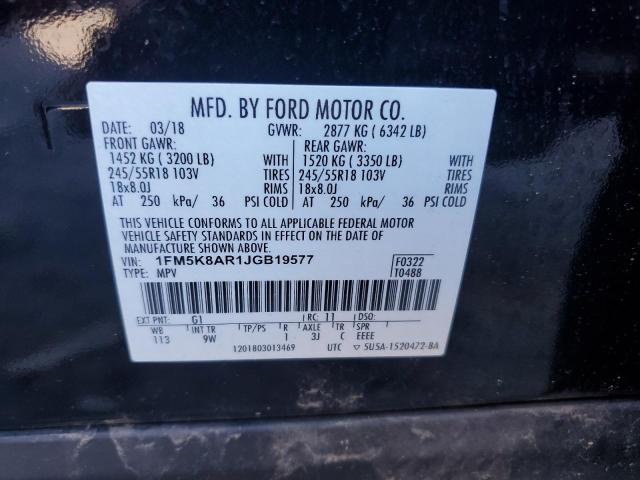 MFD. BY FORD MOTOR CO.
DATE: 03/18 GVWR: 2877 KG ( 6342 LB)
FRONT GAWR: REAR GAWR:
1452 KG ( 3200 LB) WITH 1520 KG ( 3350 LB) WITH
245/55R18 103V TIRES 245/55R18 103V TIRES
18x8.0J RIMS 18x8.0J RIMS
AT 250 kPa/ 36 PSI COLD AT 250 kPa/ 36 PSI COLD
THIS VEHICLE CONFORMS TO ALL APPLICABLE FEDERAL MOTOR
VEHICLE SAFETY AND THEFT PREVENTION STANDARDS IN EFFECT ON THE DATE OF
MANUFACTURE SHOWN ABOVE.
VIN: 1FM5K8AR1JGB19577 F0322
TYPE: MPV T0488
EXT PNT: G1 RC: 11 DSO:
WB INT TR TP/PS R AXLE TR SPR
113 9W 1 3J C EEEE
1201803013469 UTC ▽ 5U5A-1520472-BA